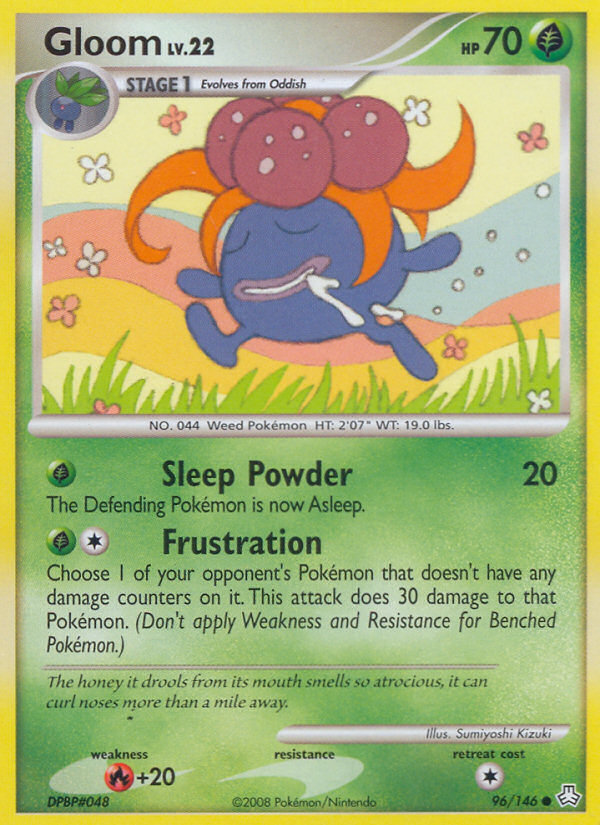 Gloom LV.22 HP 70
STAGE 1 Evolves from Oddish
NO. 044 Weed Pokémon HT: 2'07" WT: 19.0 lbs.
Sleep Powder 20
The Defending Pokémon is now Asleep.
Frustration
Choose 1 of your opponent's Pokémon that doesn't have any
damage counters on it. This attack does 30 damage to that
Pokémon. (Don't apply Weakness and Resistance for Benched
Pokémon.)
The honey it drools from its mouth smells so atrocious, it can
curl noses more than a mile away.
Illus. Sumiyoshi Kizuki
weakness resistance retreat cost
+20
DPBP#048 ©2008 Pokémon/Nintendo 96/146